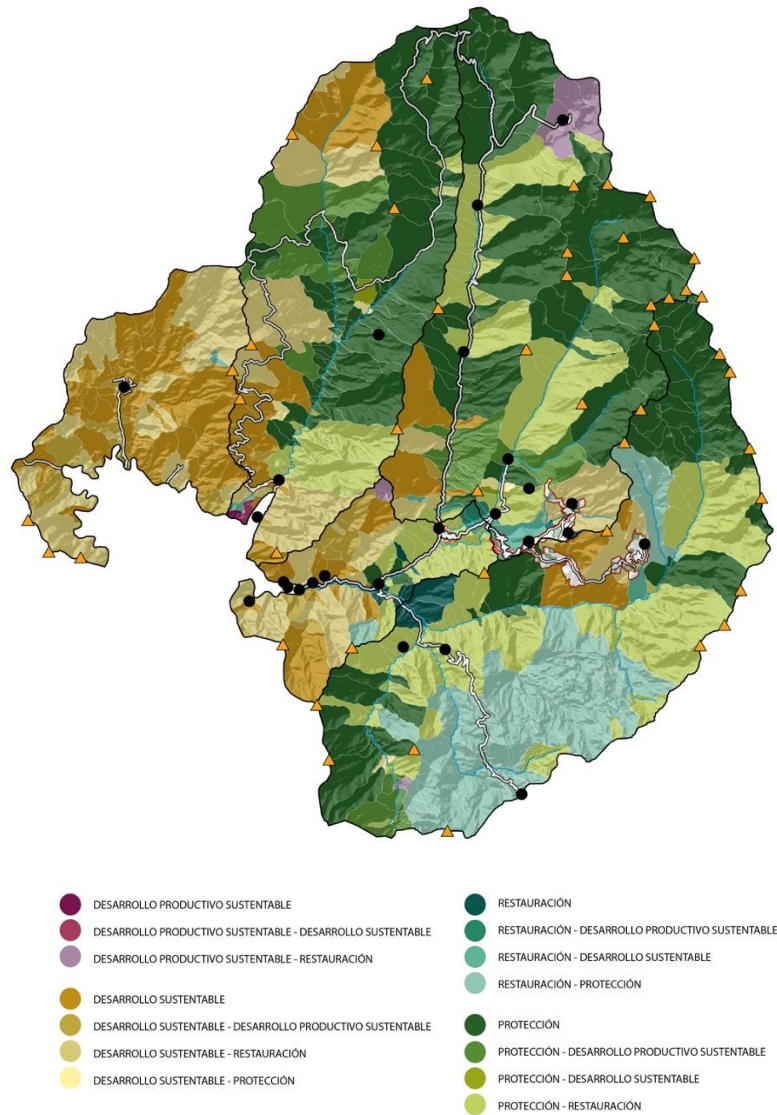 DESARROLLO PRODUCTIVO SUSTENTABLE
DESARROLLO PRODUCTIVO SUSTENTABLE - DESARROLLO SUSTENTABLE
DESARROLLO PRODUCTIVO SUSTENTABLE - RESTAURACIÓN
DESARROLLO SUSTENTABLE
DESARROLLO SUSTENTABLE - DESARROLLO PRODUCTIVO SUSTENTABLE
DESARROLLO SUSTENTABLE - RESTAURACIÓN
DESARROLLO SUSTENTABLE - PROTECCIÓN
RESTAURACIÓN
RESTAURACIÓN - DESARROLLO PRODUCTIVO SUSTENTABLE
RESTAURACIÓN - DESARROLLO SUSTENTABLE
RESTAURACIÓN - PROTECCIÓN
PROTECCIÓN
PROTECCIÓN - DESARROLLO PRODUCTIVO SUSTENTABLE
PROTECCIÓN - DESARROLLO SUSTENTABLE
PROTECCIÓN - RESTAURACIÓN